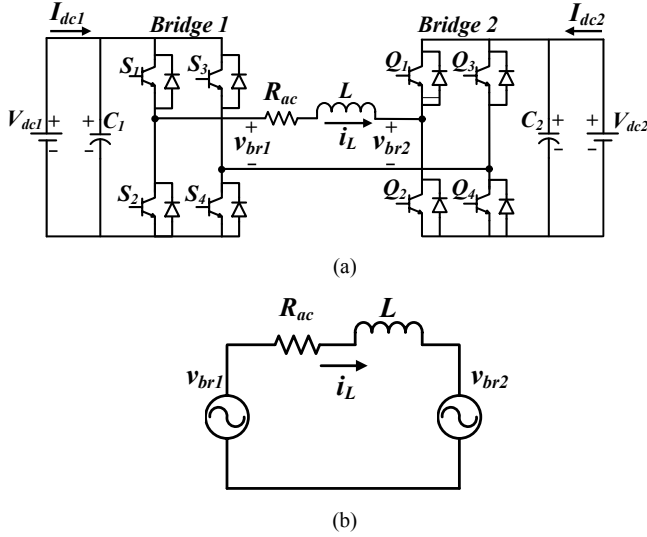 I_dc1 Bridge 1 Bridge 2 I_dc2
S_1 S_3 Q_1 Q_3
R_ac L
V_dc1 + + C_1 + + C_2 + + V_dc2
v_br1 i_L v_br2
− − − − − −
S_2 S_4 Q_2 Q_4
(a)
R_ac L
v_br1 i_L v_br2
(b)